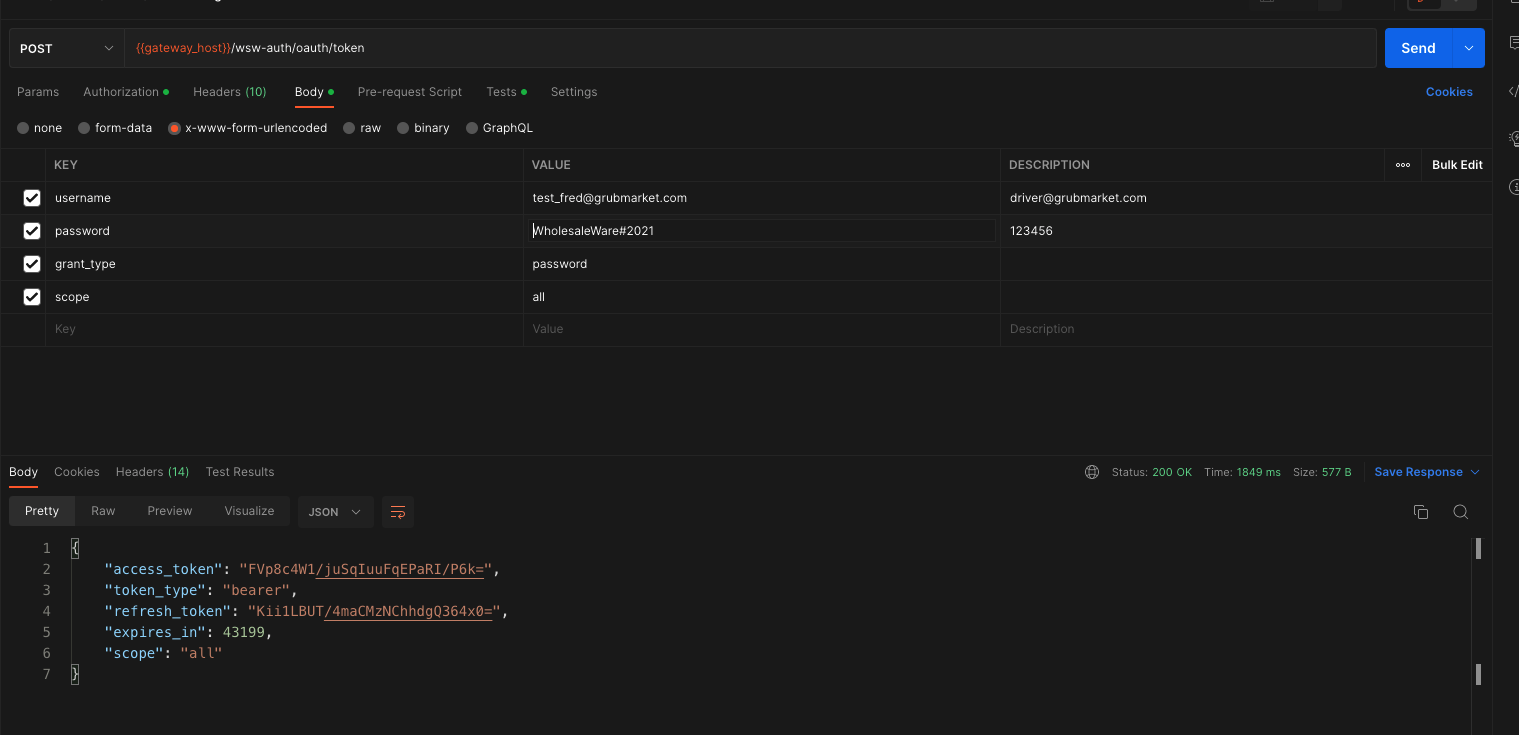 POST {{gateway_host}}/wsw-auth/oauth/token Send
Params Authorization Headers (10) Body Pre-request Script Tests Settings Cookies
none form-data x-www-form-urlencoded raw binary GraphQL
KEY VALUE DESCRIPTION Bulk Edit
username test_fred@grubmarket.com driver@grubmarket.com
password WholesaleWare#2021 123456
grant_type password
scope all
Key Value Description
Body Cookies Headers (14) Test Results Status: 200 OK Time: 1849 ms Size: 577 B Save Response
Pretty Raw Preview Visualize JSON
1 {
2 "access_token": "FVp8c4W1/juSqIuuFqEPaRI/P6k=",
3 "token_type": "bearer",
4 "refresh_token": "Kii1LBUT/4maCMzNChhdgQ364x0=",
5 "expires_in": 43199,
6 "scope": "all"
7 }